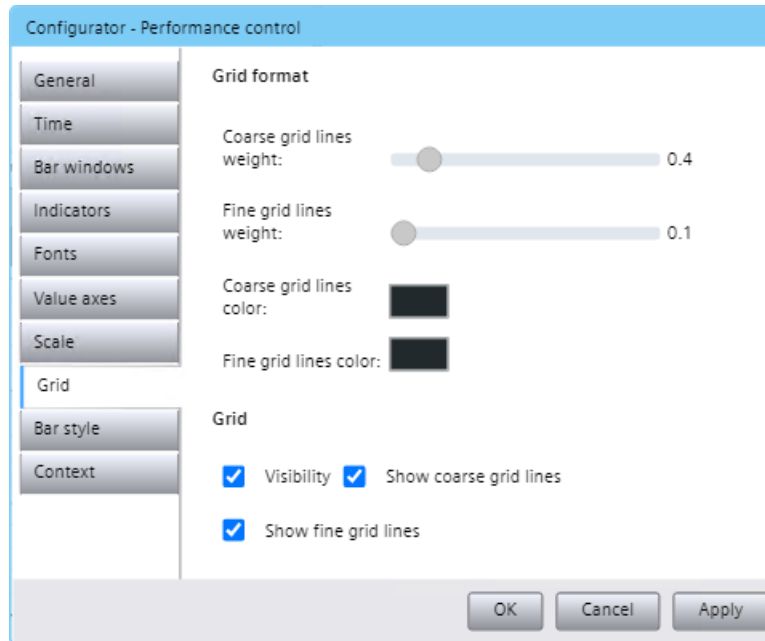 Configurator - Performance control
General
Time
Bar windows
Indicators
Fonts
Value axes
Scale
Grid
Bar style
Context
Grid format
Coarse grid lines
weight:
0.4
Fine grid lines
weight:
0.1
Coarse grid lines
color:
Fine grid lines color:
Grid
Visibility
Show coarse grid lines
Show fine grid lines
OK
Cancel
Apply